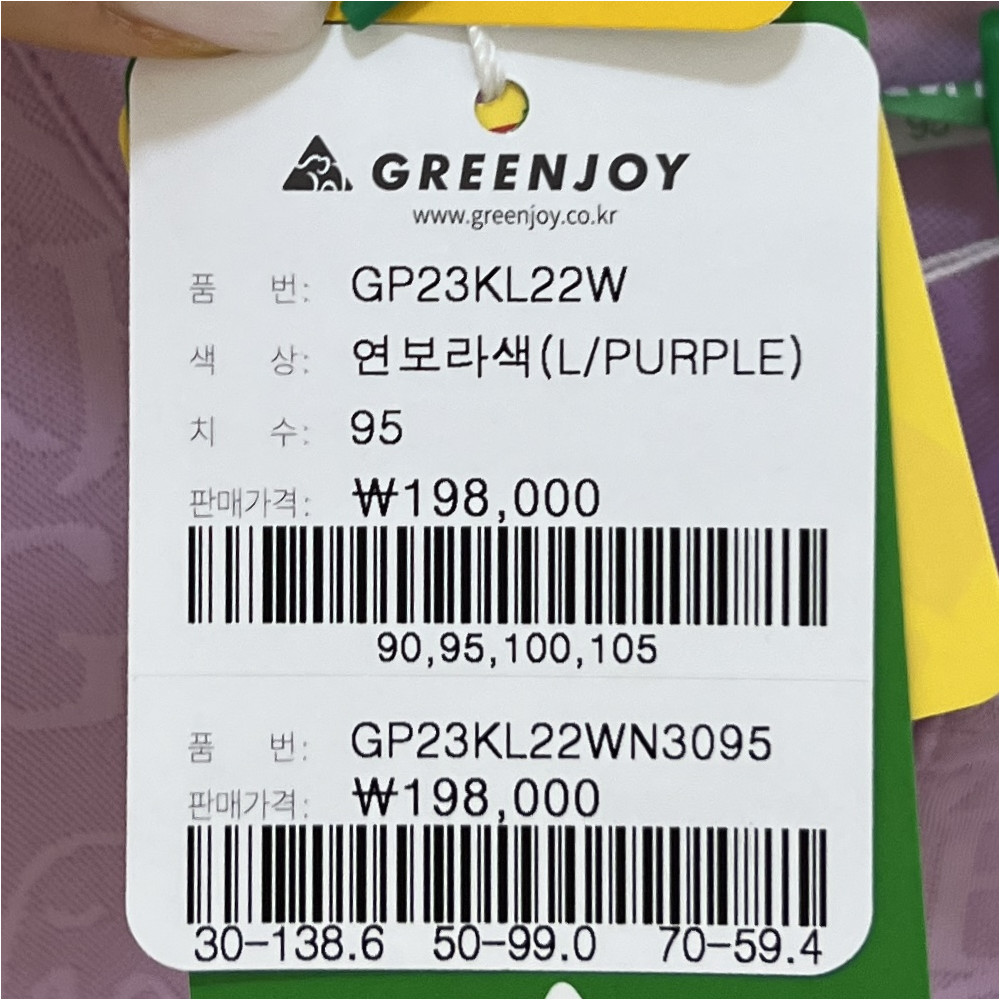 GREENJOY
www.greenjoy.co.kr
품 번: GP23KL22W
색 상: 연보라색(L/PURPLE)
치 수: 95
판매가격: ₩198,000
90,95,100,105
품 번: GP23KL22WN3095
판매가격: ₩198,000
30-138.6 50-99.0 70-59.4